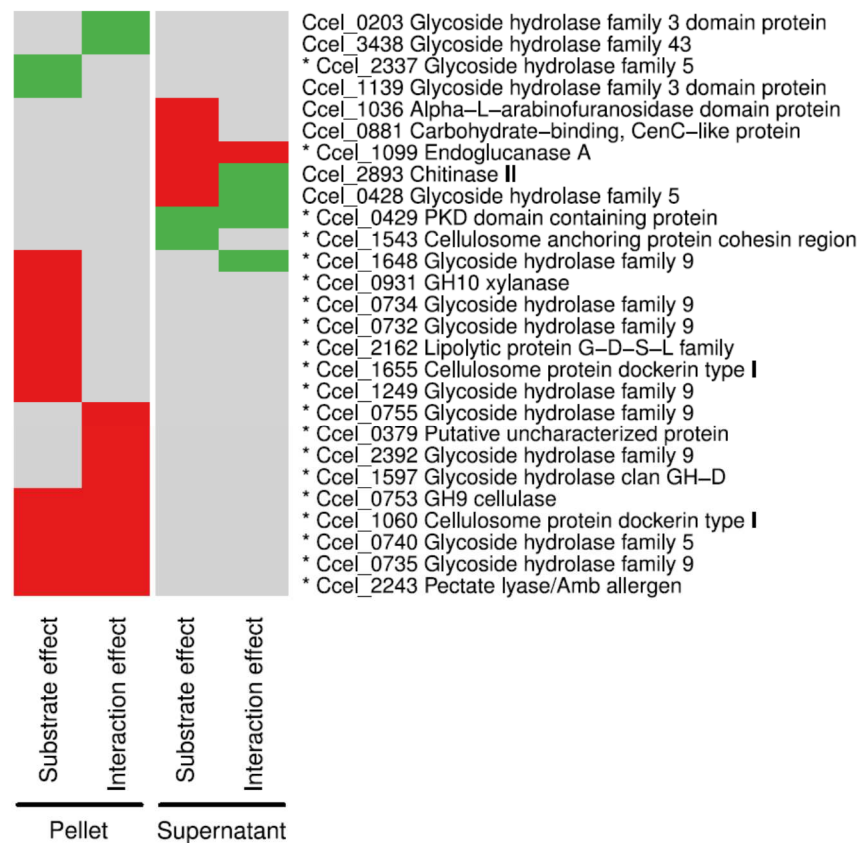 Ccel_0203 Glycoside hydrolase family 3 domain protein
Ccel_3438 Glycoside hydrolase family 43
* Ccel_2337 Glycoside hydrolase family 5
Ccel_1139 Glycoside hydrolase family 3 domain protein
Ccel_1036 Alpha−L−arabinofuranosidase domain protein
Ccel_0881 Carbohydrate−binding, CenC−like protein
* Ccel_1099 Endoglucanase A
Ccel_2893 Chitinase II
Ccel_0428 Glycoside hydrolase family 5
* Ccel_0429 PKD domain containing protein
* Ccel_1543 Cellulosome anchoring protein cohesin region
* Ccel_1648 Glycoside hydrolase family 9
* Ccel_0931 GH10 xylanase
* Ccel_0734 Glycoside hydrolase family 9
* Ccel_0732 Glycoside hydrolase family 9
* Ccel_2162 Lipolytic protein G−D−S−L family
* Ccel_1655 Cellulosome protein dockerin type I
* Ccel_1249 Glycoside hydrolase family 9
* Ccel_0755 Glycoside hydrolase family 9
* Ccel_0379 Putative uncharacterized protein
* Ccel_2392 Glycoside hydrolase family 9
* Ccel_1597 Glycoside hydrolase clan GH−D
* Ccel_0753 GH9 cellulase
* Ccel_1060 Cellulosome protein dockerin type I
* Ccel_0740 Glycoside hydrolase family 5
* Ccel_0735 Glycoside hydrolase family 9
* Ccel_2243 Pectate lyase/Amb allergen
Substrate effect
Interaction effect
Substrate effect
Interaction effect
Pellet
Supernatant